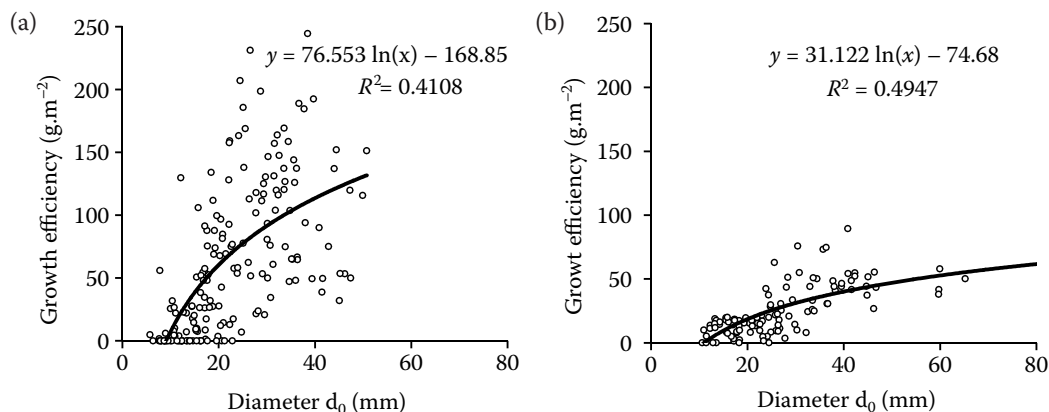 (a)
250
200
150
100
50
0
Growth efficiency (g.m⁻²)
y = 76.553 ln(x) – 168.85
R² = 0.4108
0 20 40 60 80
Diameter d₀ (mm)
(b)
250
200
150
100
50
0
Growt efficiency (g.m⁻²)
y = 31.122 ln(x) – 74.68
R² = 0.4947
0 20 40 60 80
Diameter d₀ (mm)